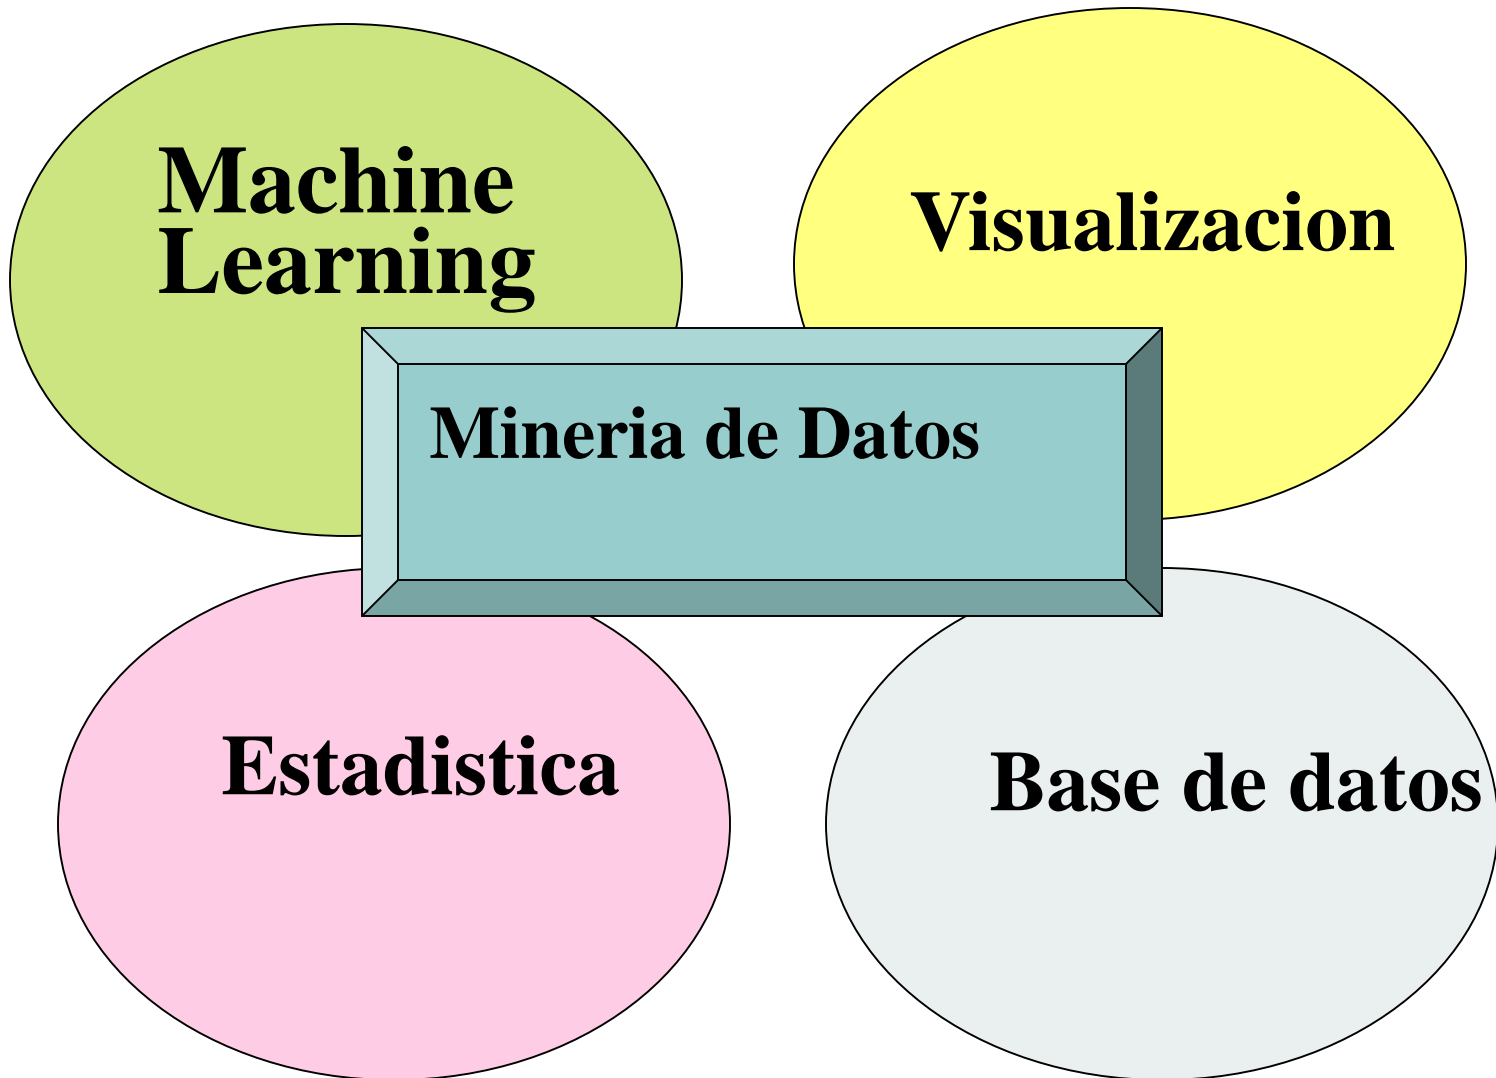 Machine
Learning
Visualizacion
Mineria de Datos
Estadistica
Base de datos